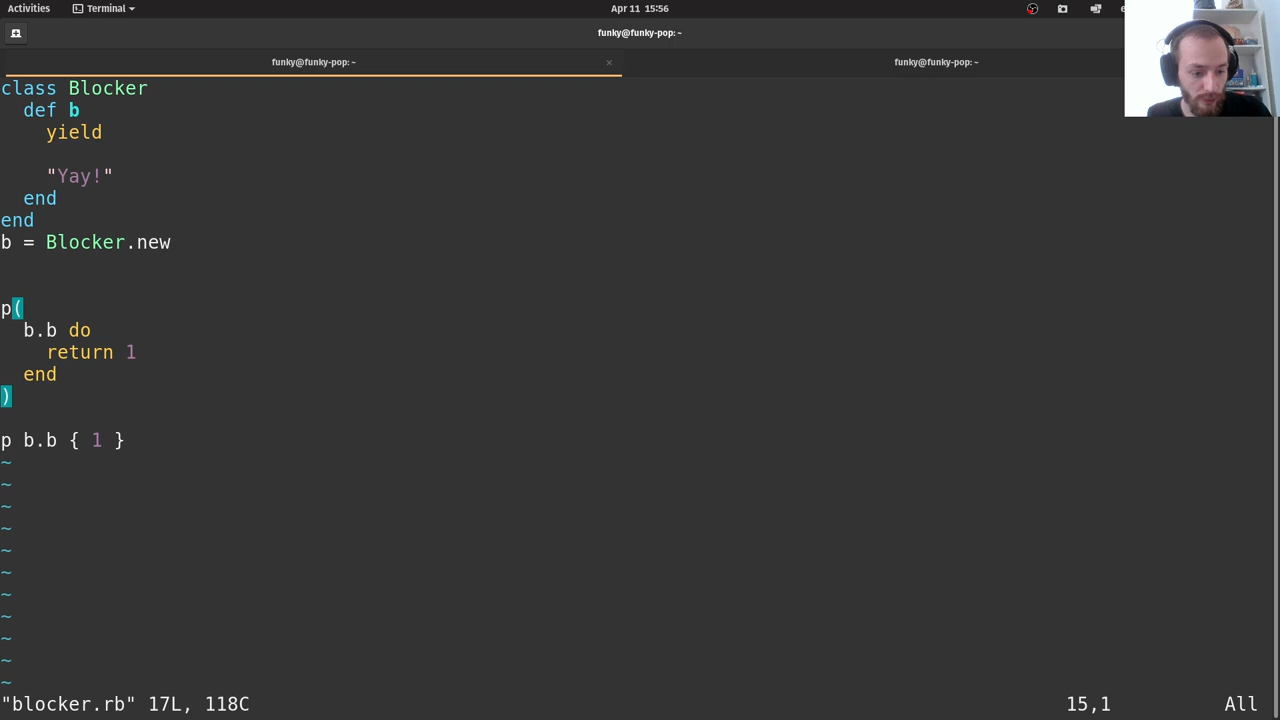 Activities Terminal Apr 11 15:56
funky@funky-pop: ~
funky@funky-pop: ~ × funky@funky-pop: ~
class Blocker
  def b
    yield

    "Yay!"
  end
end
b = Blocker.new


p(
  b.b do
    return 1
  end
)

p b.b { 1 }
~
~
~
~
~
~
~
~
~
~
~
"blocker.rb" 17L, 118C 15,1 All